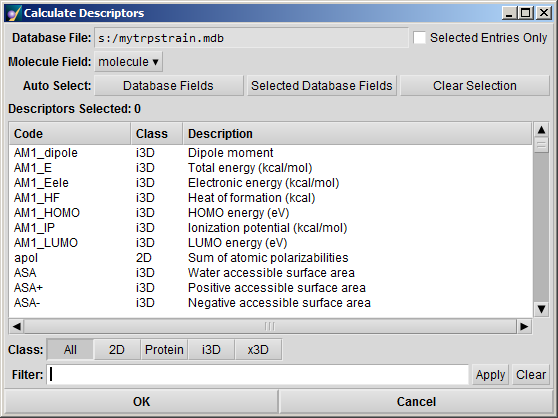 Calculate Descriptors
Database File: s:/mytrpstrain.mdb Selected Entries Only
Molecule Field: molecule
Auto Select: Database Fields Selected Database Fields Clear Selection
Descriptors Selected: 0
Code Class Description
AM1_dipole i3D Dipole moment
AM1_E i3D Total energy (kcal/mol)
AM1_Eele i3D Electronic energy (kcal/mol)
AM1_HF i3D Heat of formation (kcal)
AM1_HOMO i3D HOMO energy (eV)
AM1_IP i3D Ionization potential (kcal/mol)
AM1_LUMO i3D LUMO energy (eV)
apol 2D Sum of atomic polarizabilities
ASA i3D Water accessible surface area
ASA+ i3D Positive accessible surface area
ASA- i3D Negative accessible surface area
Class: All 2D Protein i3D x3D
Filter: Apply Clear
OK Cancel